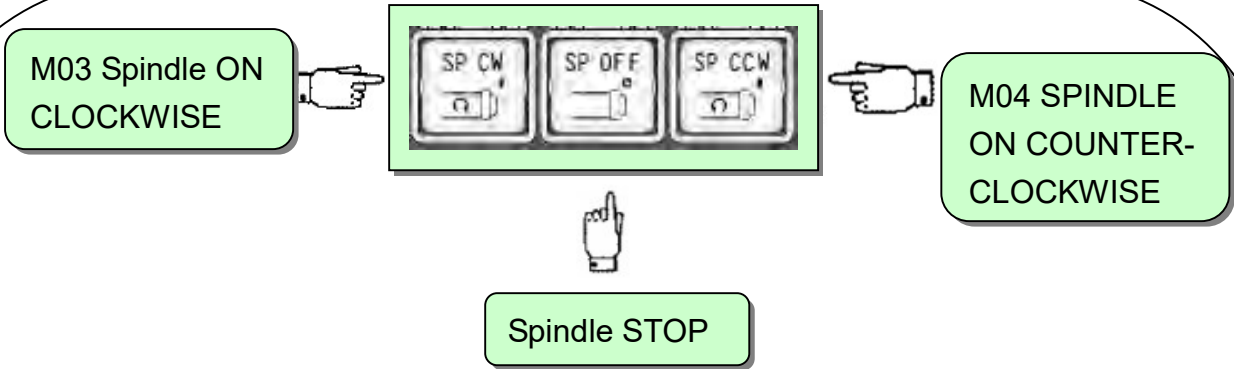 M03 Spindle ON
CLOCKWISE
SP CW
SP OFF
SP CCW
M04 SPINDLE
ON COUNTER-
CLOCKWISE
Spindle STOP